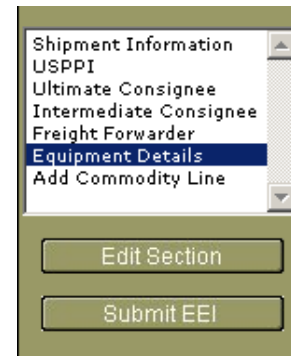 Shipment Information
USPPI
Ultimate Consignee
Intermediate Consignee
Freight Forwarder
Equipment Details
Add Commodity Line
Edit Section
Submit EEI